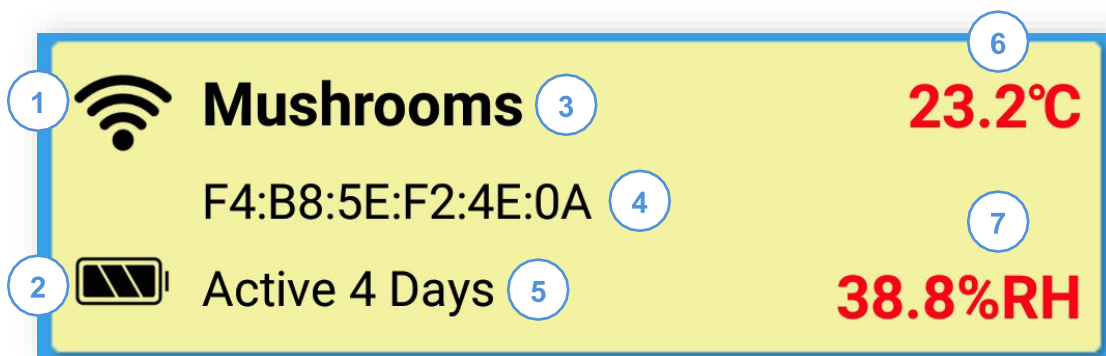 6
1 Mushrooms 3 23.2℃
F4:B8:5E:F2:4E:0A 4
7
2 Active 4 Days 5 38.8%RH